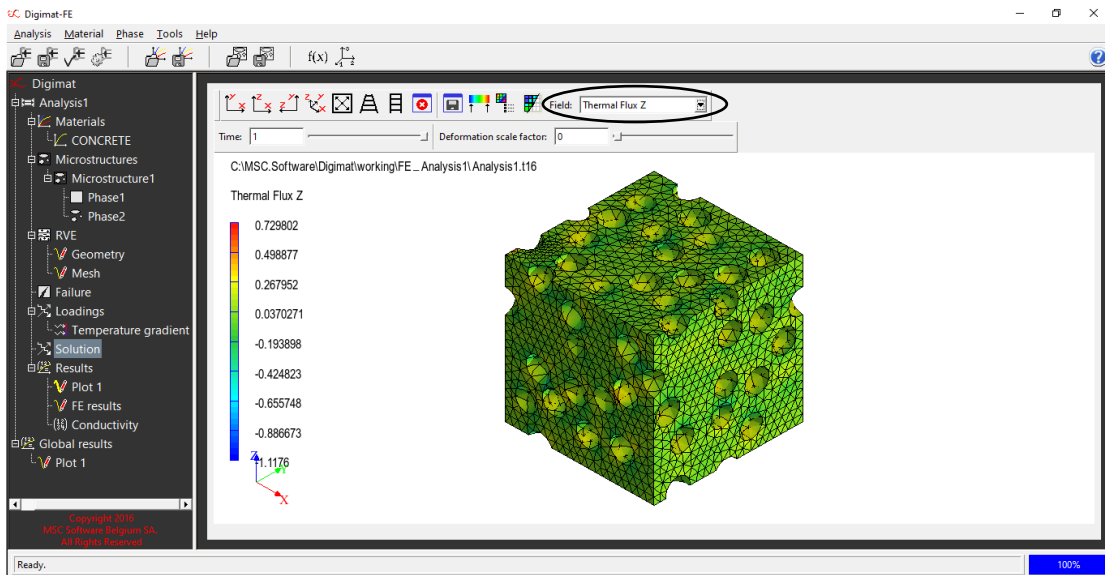 Digimat-FE
Analysis Material Phase Tools Help
f(x)
Digimat
Analysis1
Materials
CONCRETE
Microstructures
Microstructure1
Phase1
Phase2
RVE
Geometry
Mesh
Failure
Loadings
Temperature gradient
Solution
Results
Plot 1
FE results
Conductivity
Global results
Plot 1
Copyright 2016
MSC Software Belgium SA.
All Rights Reserved
Field: Thermal Flux Z
Time: 1 Deformation scale factor: 0
C:\MSC.Software\Digimat\working\FE_Analysis1\Analysis1.t16
Thermal Flux Z
0.729802
0.498877
0.267952
0.0370271
-0.193898
-0.424823
-0.655748
-0.886673
-1.1176
Z
Y
X
Ready. 100%